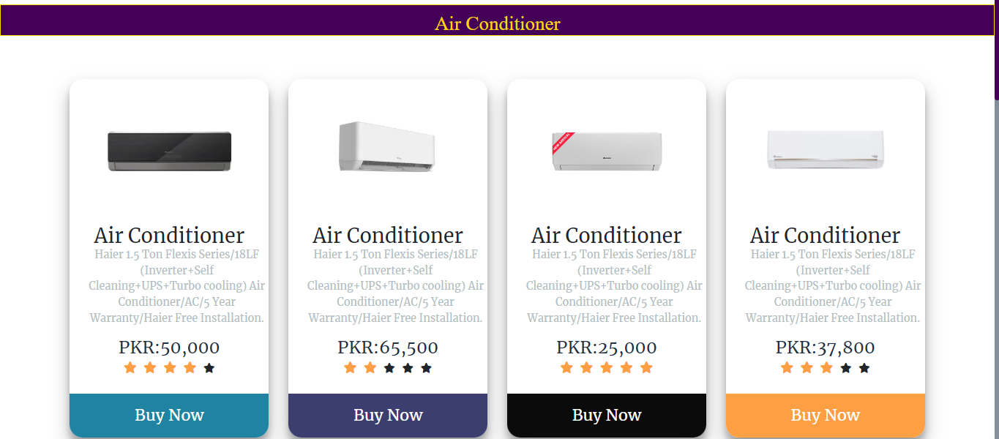 Air Conditioner
NEW ARRIVAL
Air Conditioner
Haier 1.5 Ton Flexis Series/18LF
(Inverter+Self
Cleaning+UPS+Turbo cooling) Air
Conditioner/AC/5 Year
Warranty/Haier Free Installation.
PKR:50,000
Buy Now
Air Conditioner
Haier 1.5 Ton Flexis Series/18LF
(Inverter+Self
Cleaning+UPS+Turbo cooling) Air
Conditioner/AC/5 Year
Warranty/Haier Free Installation.
PKR:65,500
Buy Now
Air Conditioner
Haier 1.5 Ton Flexis Series/18LF
(Inverter+Self
Cleaning+UPS+Turbo cooling) Air
Conditioner/AC/5 Year
Warranty/Haier Free Installation.
PKR:25,000
Buy Now
Air Conditioner
Haier 1.5 Ton Flexis Series/18LF
(Inverter+Self
Cleaning+UPS+Turbo cooling) Air
Conditioner/AC/5 Year
Warranty/Haier Free Installation.
PKR:37,800
Buy Now